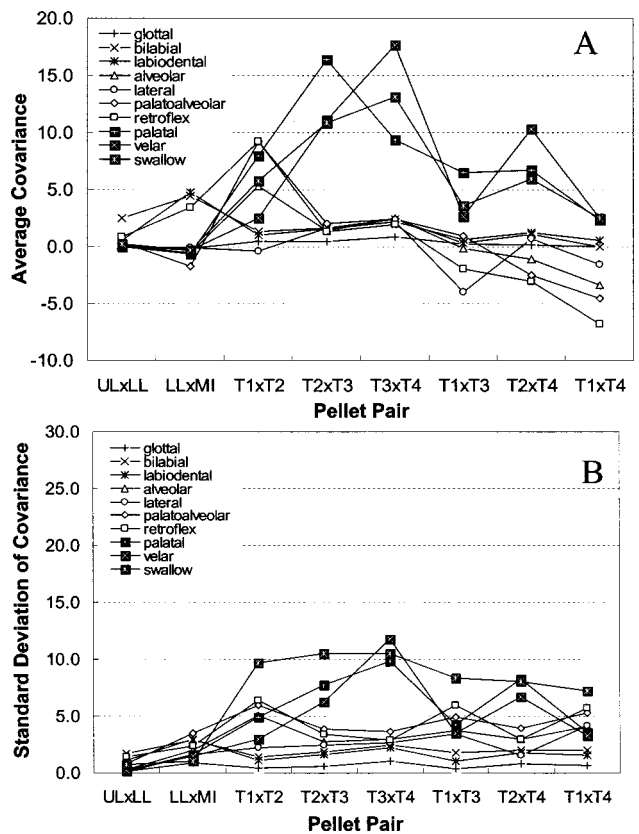 A
20.0
15.0
10.0
5.0
0.0
-5.0
-10.0
Average Covariance
glottal
bilabial
labiodental
alveolar
lateral
palatoalveolar
retroflex
palatal
velar
swallow
ULxLL LLxMI T1xT2 T2xT3 T3xT4 T1xT3 T2xT4 T1xT4
Pellet Pair
B
30.0
25.0
20.0
15.0
10.0
5.0
0.0
Standard Deviation of Covariance
glottal
bilabial
labiodental
alveolar
lateral
palatoalveolar
retroflex
palatal
velar
swallow
ULxLL LLxMI T1xT2 T2xT3 T3xT4 T1xT3 T2xT4 T1xT4
Pellet Pair